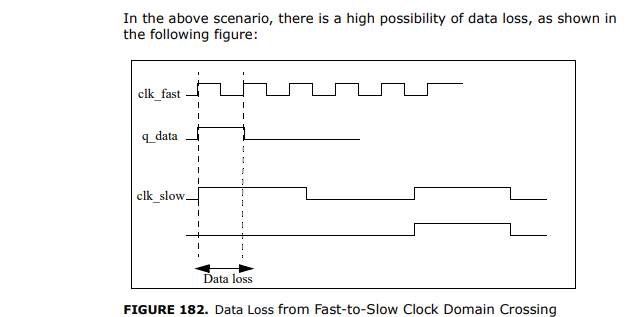 In the above scenario, there is a high possibility of data loss, as shown in
the following figure:
clk_fast
q_data
clk_slow
Data loss
FIGURE 182. Data Loss from Fast-to-Slow Clock Domain Crossing